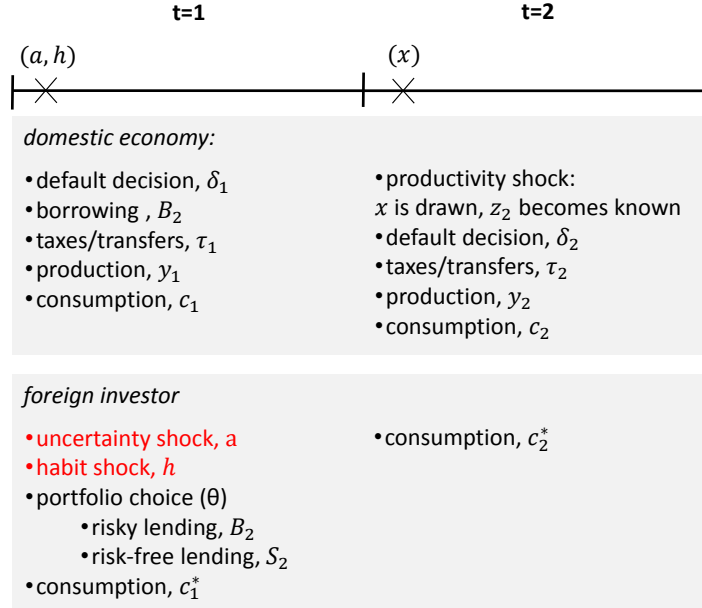 t=1 t=2
(a, h) (x)
domestic economy:
•default decision, δ₁
•borrowing , B₂
•taxes/transfers, τ₁
•production, y₁
•consumption, c₁
•productivity shock:
x is drawn, z₂ becomes known
•default decision, δ₂
•taxes/transfers, τ₂
•production, y₂
•consumption, c₂
foreign investor
•uncertainty shock, a
•habit shock, h
•portfolio choice (θ)
•risky lending, B₂
•risk-free lending, S₂
•consumption, c₁*
•consumption, c₂*